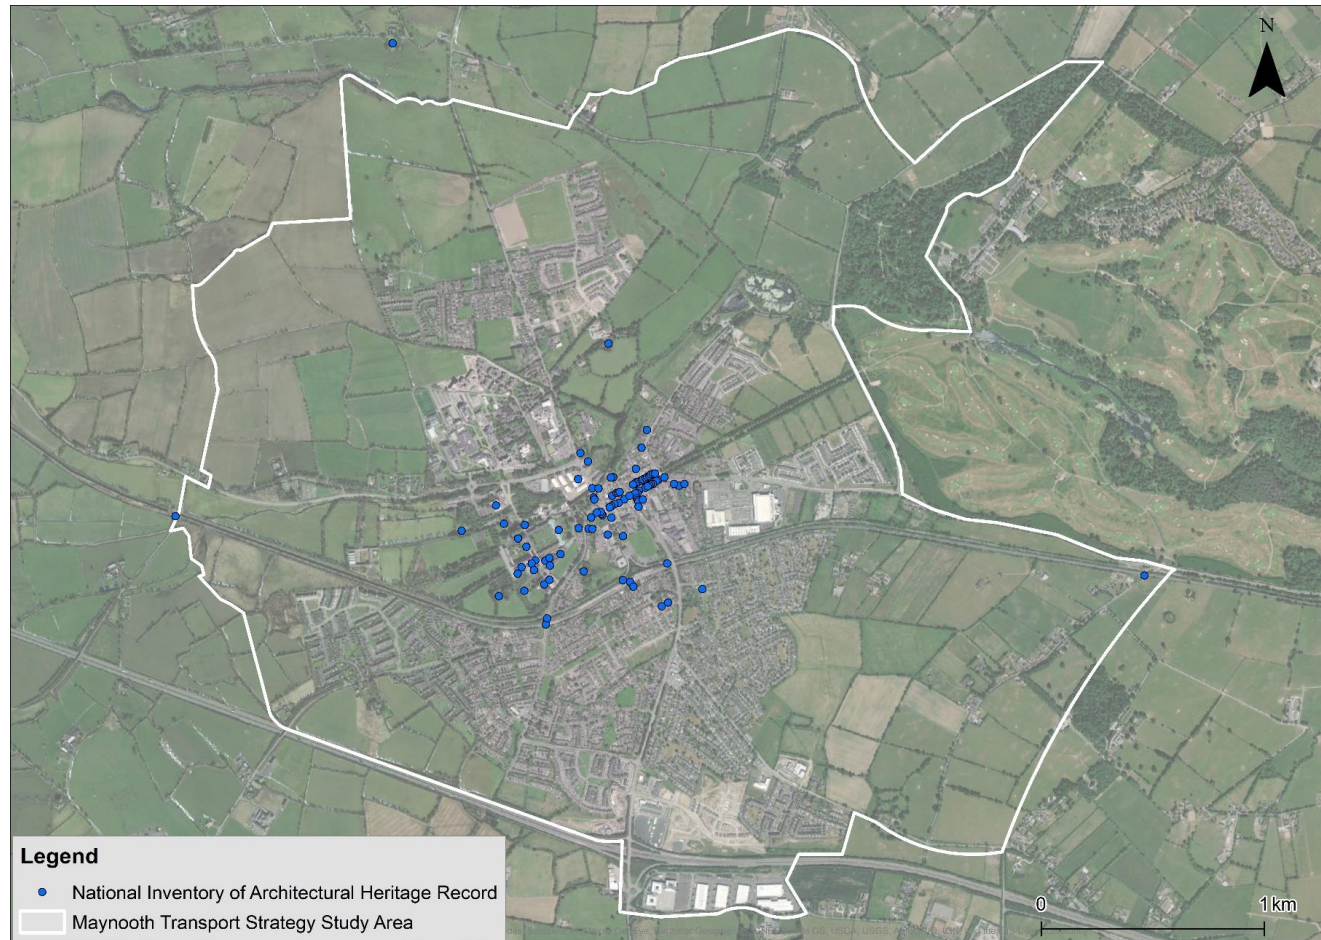 N
Legend
National Inventory of Architectural Heritage Record
Maynooth Transport Strategy Study Area
0 1 km